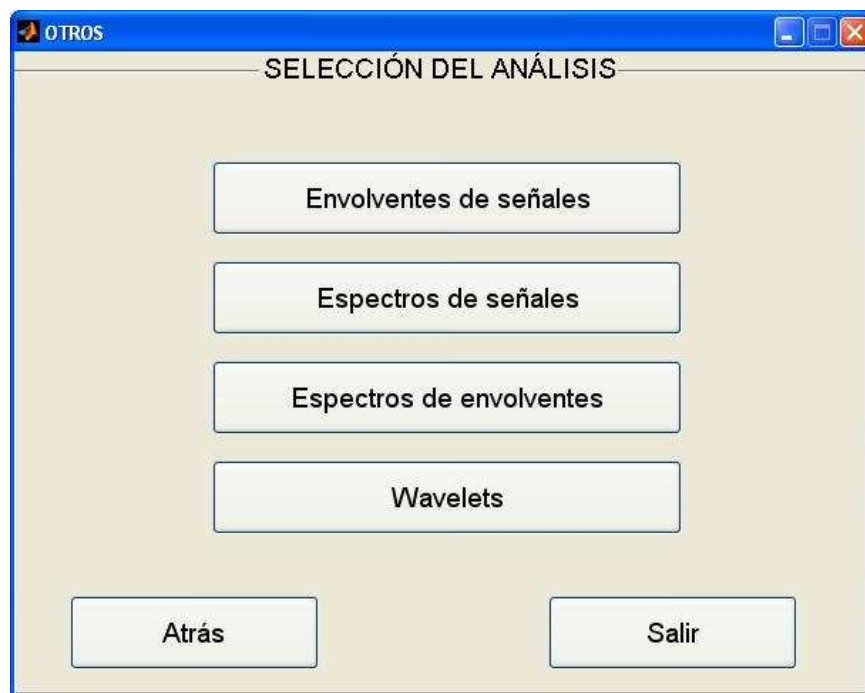 OTROS
SELECCIÓN DEL ANÁLISIS
Envolventes de señales
Espectros de señales
Espectros de envolventes
Wavelets
Atrás
Salir